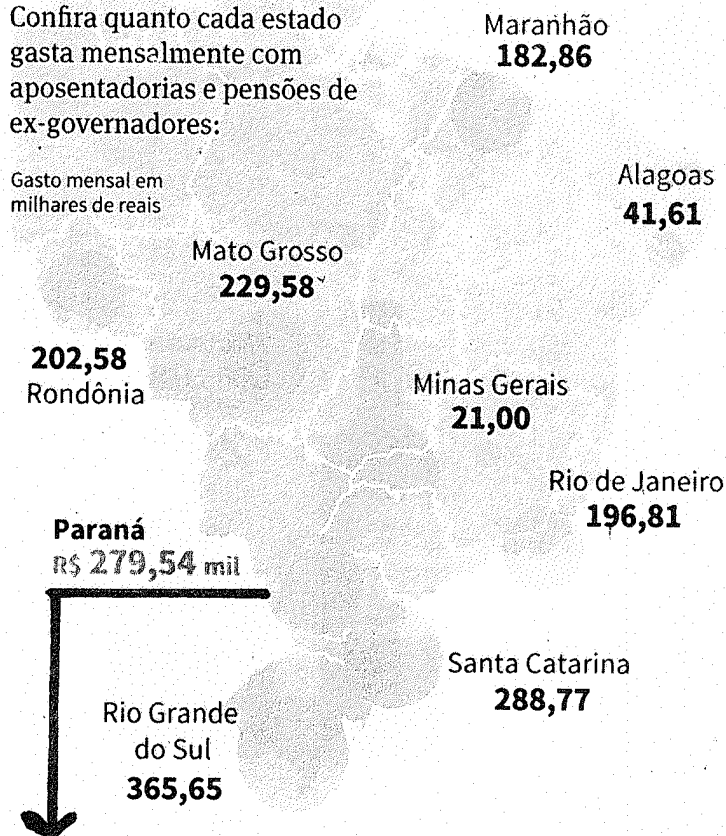 Confira quanto cada estado
gasta mensalmente com
aposentadorias e pensões de
ex-governadores:
Gasto mensal em
milhares de reais
Maranhão
182,86
Alagoas
41,61
Mato Grosso
229,58
202,58
Rondônia
Minas Gerais
21,00
Rio de Janeiro
196,81
Paraná
R$ 279,54 mil
Santa Catarina
288,77
Rio Grande
do Sul
365,65